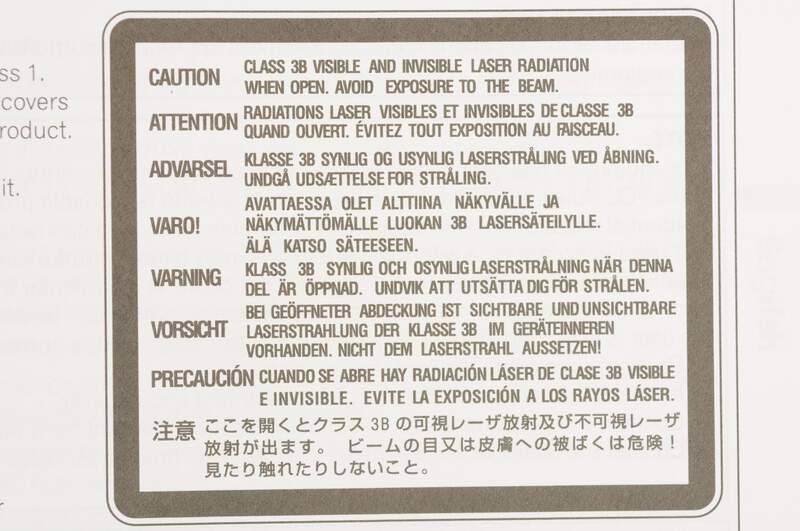 ss 1.
covers
roduct.
it.
CAUTION CLASS 3B VISIBLE AND INVISIBLE LASER RADIATION
WHEN OPEN. AVOID EXPOSURE TO THE BEAM.
ATTENTION RADIATIONS LASER VISIBLES ET INVISIBLES DE CLASSE 3B
QUAND OUVERT. ÉVITEZ TOUT EXPOSITION AU FAISCEAU.
ADVARSEL KLASSE 3B SYNLIG OG USYNLIG LASERSTRÅLING VED ÅBNING.
UNDGÅ UDSÆTTELSE FOR STRÅLING.
VARO! AVATTAESSA OLET ALTTIINA NÄKYVÄLLE JA
NÄKYMÄTTÖMÄLLE LUOKAN 3B LASERSÄTEILYLLE.
ÄLÄ KATSO SÄTEESEEN.
VARNING KLASS 3B SYNLIG OCH OSYNLIG LASERSTRÅLNING NÄR DENNA
DEL ÄR ÖPPNAD. UNDVIK ATT UTSÄTTA DIG FÖR STRÅLEN.
VORSICHT BEI GEÖFFNETER ABDECKUNG IST SICHTBARE UND UNSICHTBARE
LASERSTRAHLUNG DER KLASSE 3B IM GERÄTEINNEREN
VORHANDEN. NICHT DEM LASERSTRAHL AUSSETZEN!
PRECAUCIÓN CUANDO SE ABRE HAY RADIACIÓN LÁSER DE CLASE 3B VISIBLE
E INVISIBLE. EVITE LA EXPOSICIÓN A LOS RAYOS LÁSER.
注意 ここを開くとクラス 3B の可視レーザ放射及び不可視レーザ
放射が出ます。 ビームの目又は皮膚への被ばくは危険！
見たり触れたりしないこと。